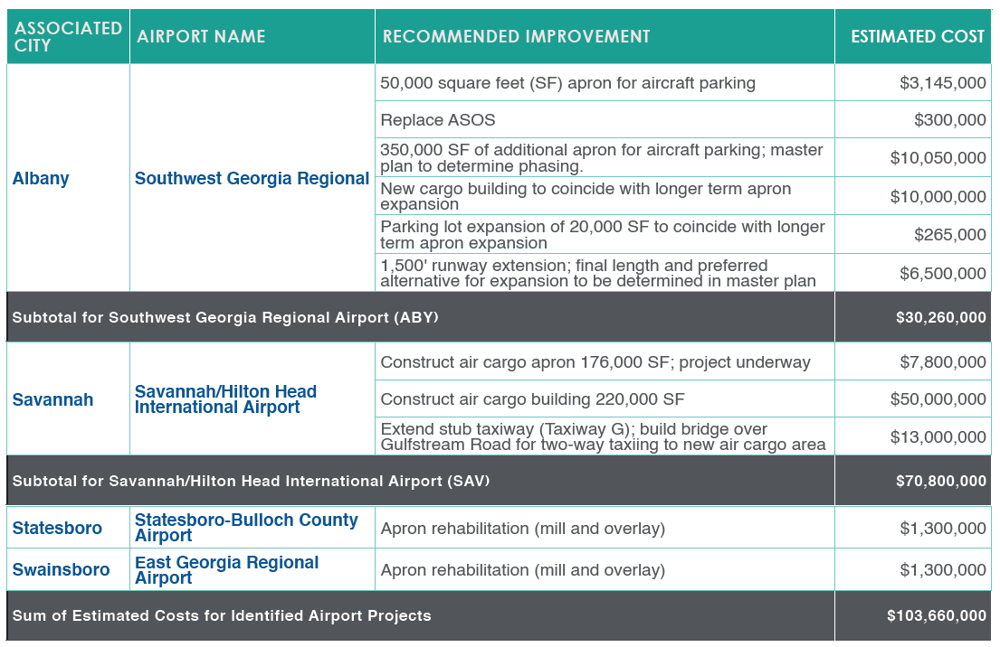 ASSOCIATED
CITY
AIRPORT NAME
RECOMMENDED IMPROVEMENT
ESTIMATED COST
Albany
Southwest Georgia Regional
50,000 square feet (SF) apron for aircraft parking
$3,145,000
Replace ASOS
$300,000
350,000 SF of additional apron for aircraft parking; master
plan to determine phasing.
$10,050,000
New cargo building to coincide with longer term apron
expansion
$10,000,000
Parking lot expansion of 20,000 SF to coincide with longer
term apron expansion
$265,000
1,500' runway extension; final length and preferred
alternative for expansion to be determined in master plan
$6,500,000
Subtotal for Southwest Georgia Regional Airport (ABY)
$30,260,000
Savannah
Savannah/Hilton Head
International Airport
Construct air cargo apron 176,000 SF; project underway
$7,800,000
Construct air cargo building 220,000 SF
$50,000,000
Extend stub taxiway (Taxiway G); build bridge over
Gulfstream Road for two-way taxiing to new air cargo area
$13,000,000
Subtotal for Savannah/Hilton Head International Airport (SAV)
$70,800,000
Statesboro
Statesboro-Bulloch County
Airport
Apron rehabilitation (mill and overlay)
$1,300,000
Swainsboro
East Georgia Regional
Airport
Apron rehabilitation (mill and overlay)
$1,300,000
Sum of Estimated Costs for Identified Airport Projects
$103,660,000